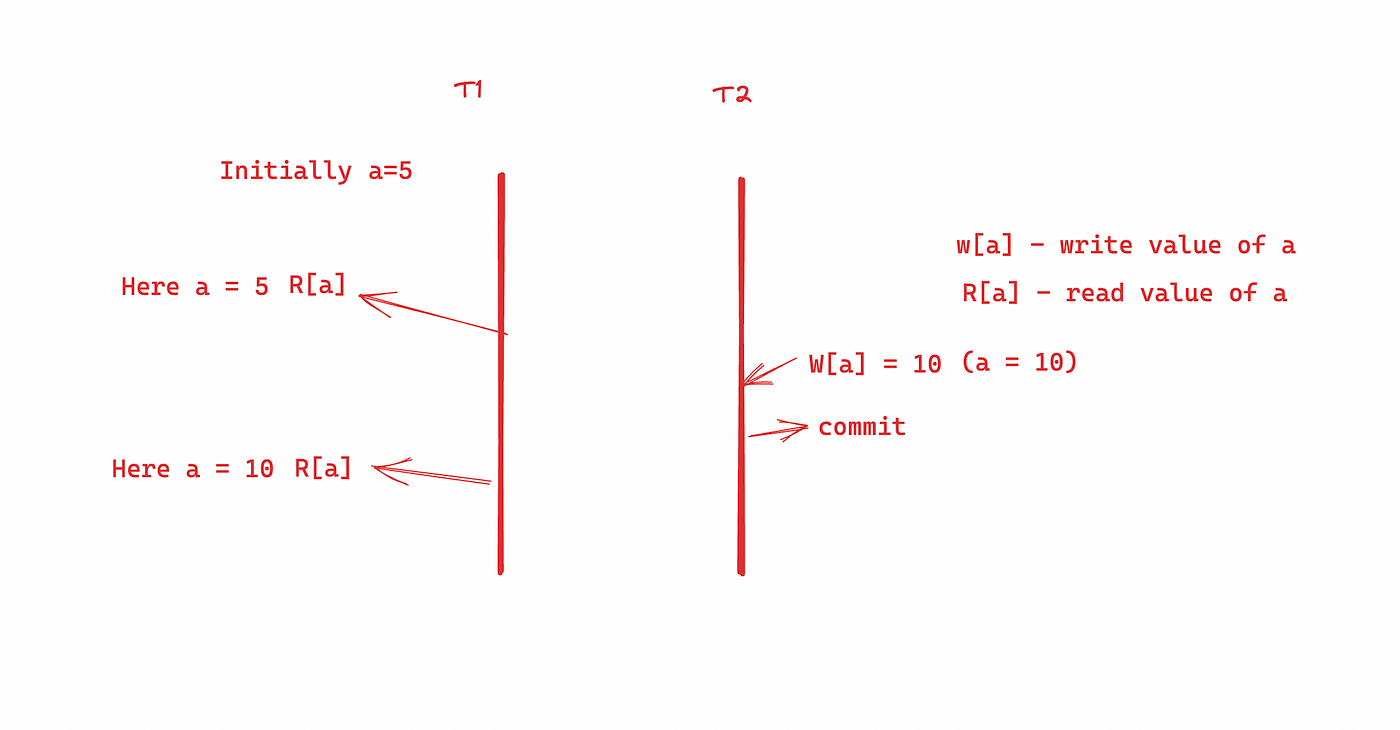 T1
T2
Initially a=5
w[a] - write value of a
Here a = 5 R[a]
R[a] - read value of a
W[a] = 10 (a = 10)
commit
Here a = 10 R[a]